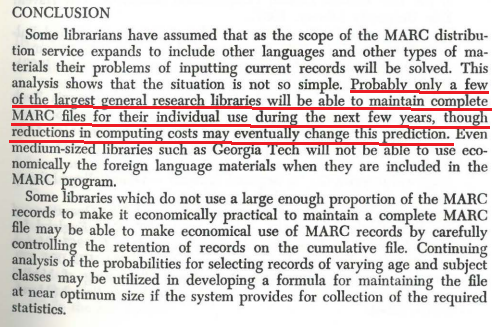 CONCLUSION
Some librarians have assumed that as the scope of the MARC distribu-
tion service expands to include other languages and other types of ma-
terials their problems of inputting current records will be solved. This
analysis shows that the situation is not so simple. Probably only a few
of the largest general research libraries will be able to maintain complete
MARC files for their individual use during the next few years, though
reductions in computing costs may eventually change this prediction. Even
medium-sized libraries such as Georgia Tech will not be able to use eco-
nomically the foreign language materials when they are included in the
MARC program.
Some libraries which do not use a large enough proportion of the MARC
records to make it economically practical to maintain a complete MARC
file may be able to make economical use of MARC records by carefully
controlling the retention of records on the cumulative file. Continuing
analysis of the probabilities for selecting records of varying age and subject
classes may be utilized in developing a formula for maintaining the file
at near optimum size if the system provides for collection of the required
statistics.